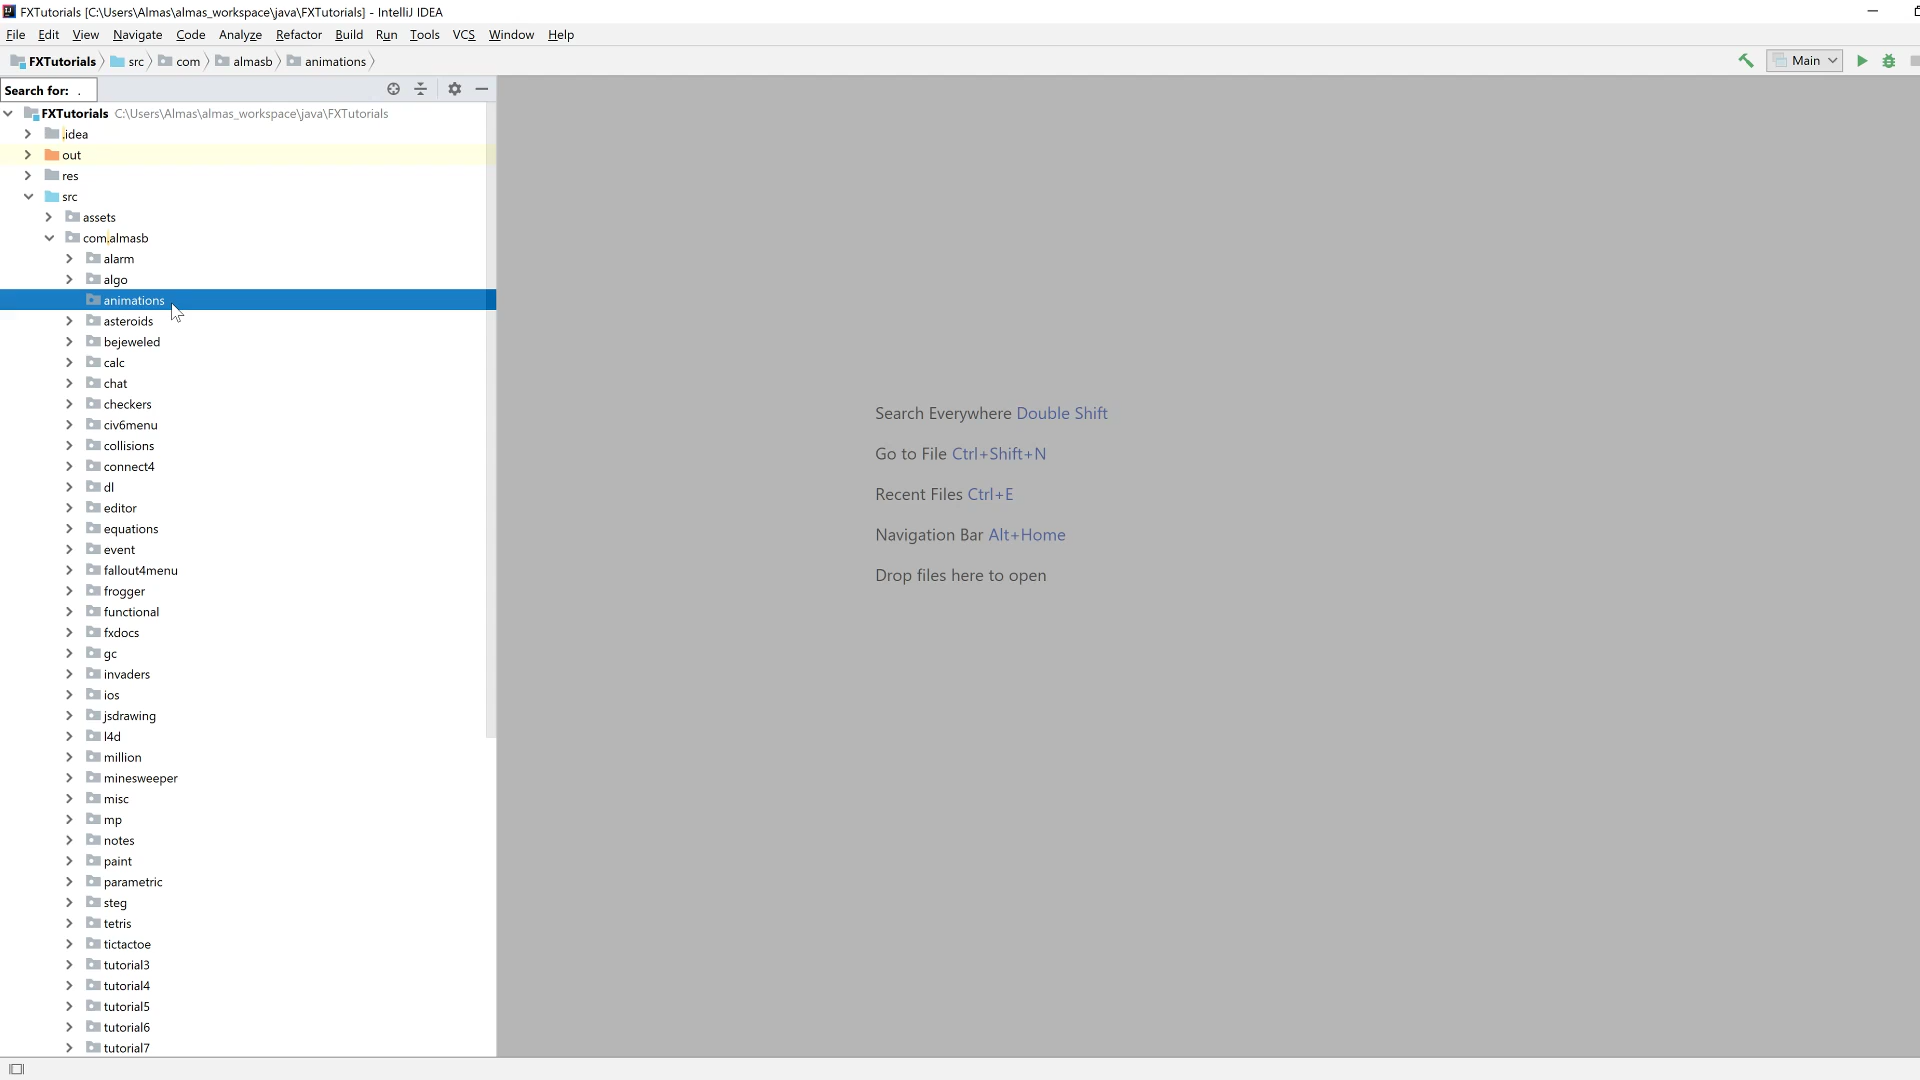 FXTutorials [C:\Users\Almas\almas_workspace\java\FXTutorials] - IntelliJ IDEA
File Edit View Navigate Code Analyze Refactor Build Run Tools VCS Window Help
FXTutorials src com almasb animations Main
Search for: .
FXTutorials C:\Users\Almas\almas_workspace\java\FXTutorials
.idea
out
res
src
assets
com.almasb
alarm
algo
animations
asteroids
bejeweled
calc
chat
checkers
civ6menu
collisions
connect4
dl
editor
equations
event
fallout4menu
frogger
functional
fxdocs
gc
invaders
ios
jsdrawing
l4d
million
minesweeper
misc
mp
notes
paint
parametric
steg
tetris
tictactoe
tutorial3
tutorial4
tutorial5
tutorial6
tutorial7
Search Everywhere Double Shift
Go to File Ctrl+Shift+N
Recent Files Ctrl+E
Navigation Bar Alt+Home
Drop files here to open